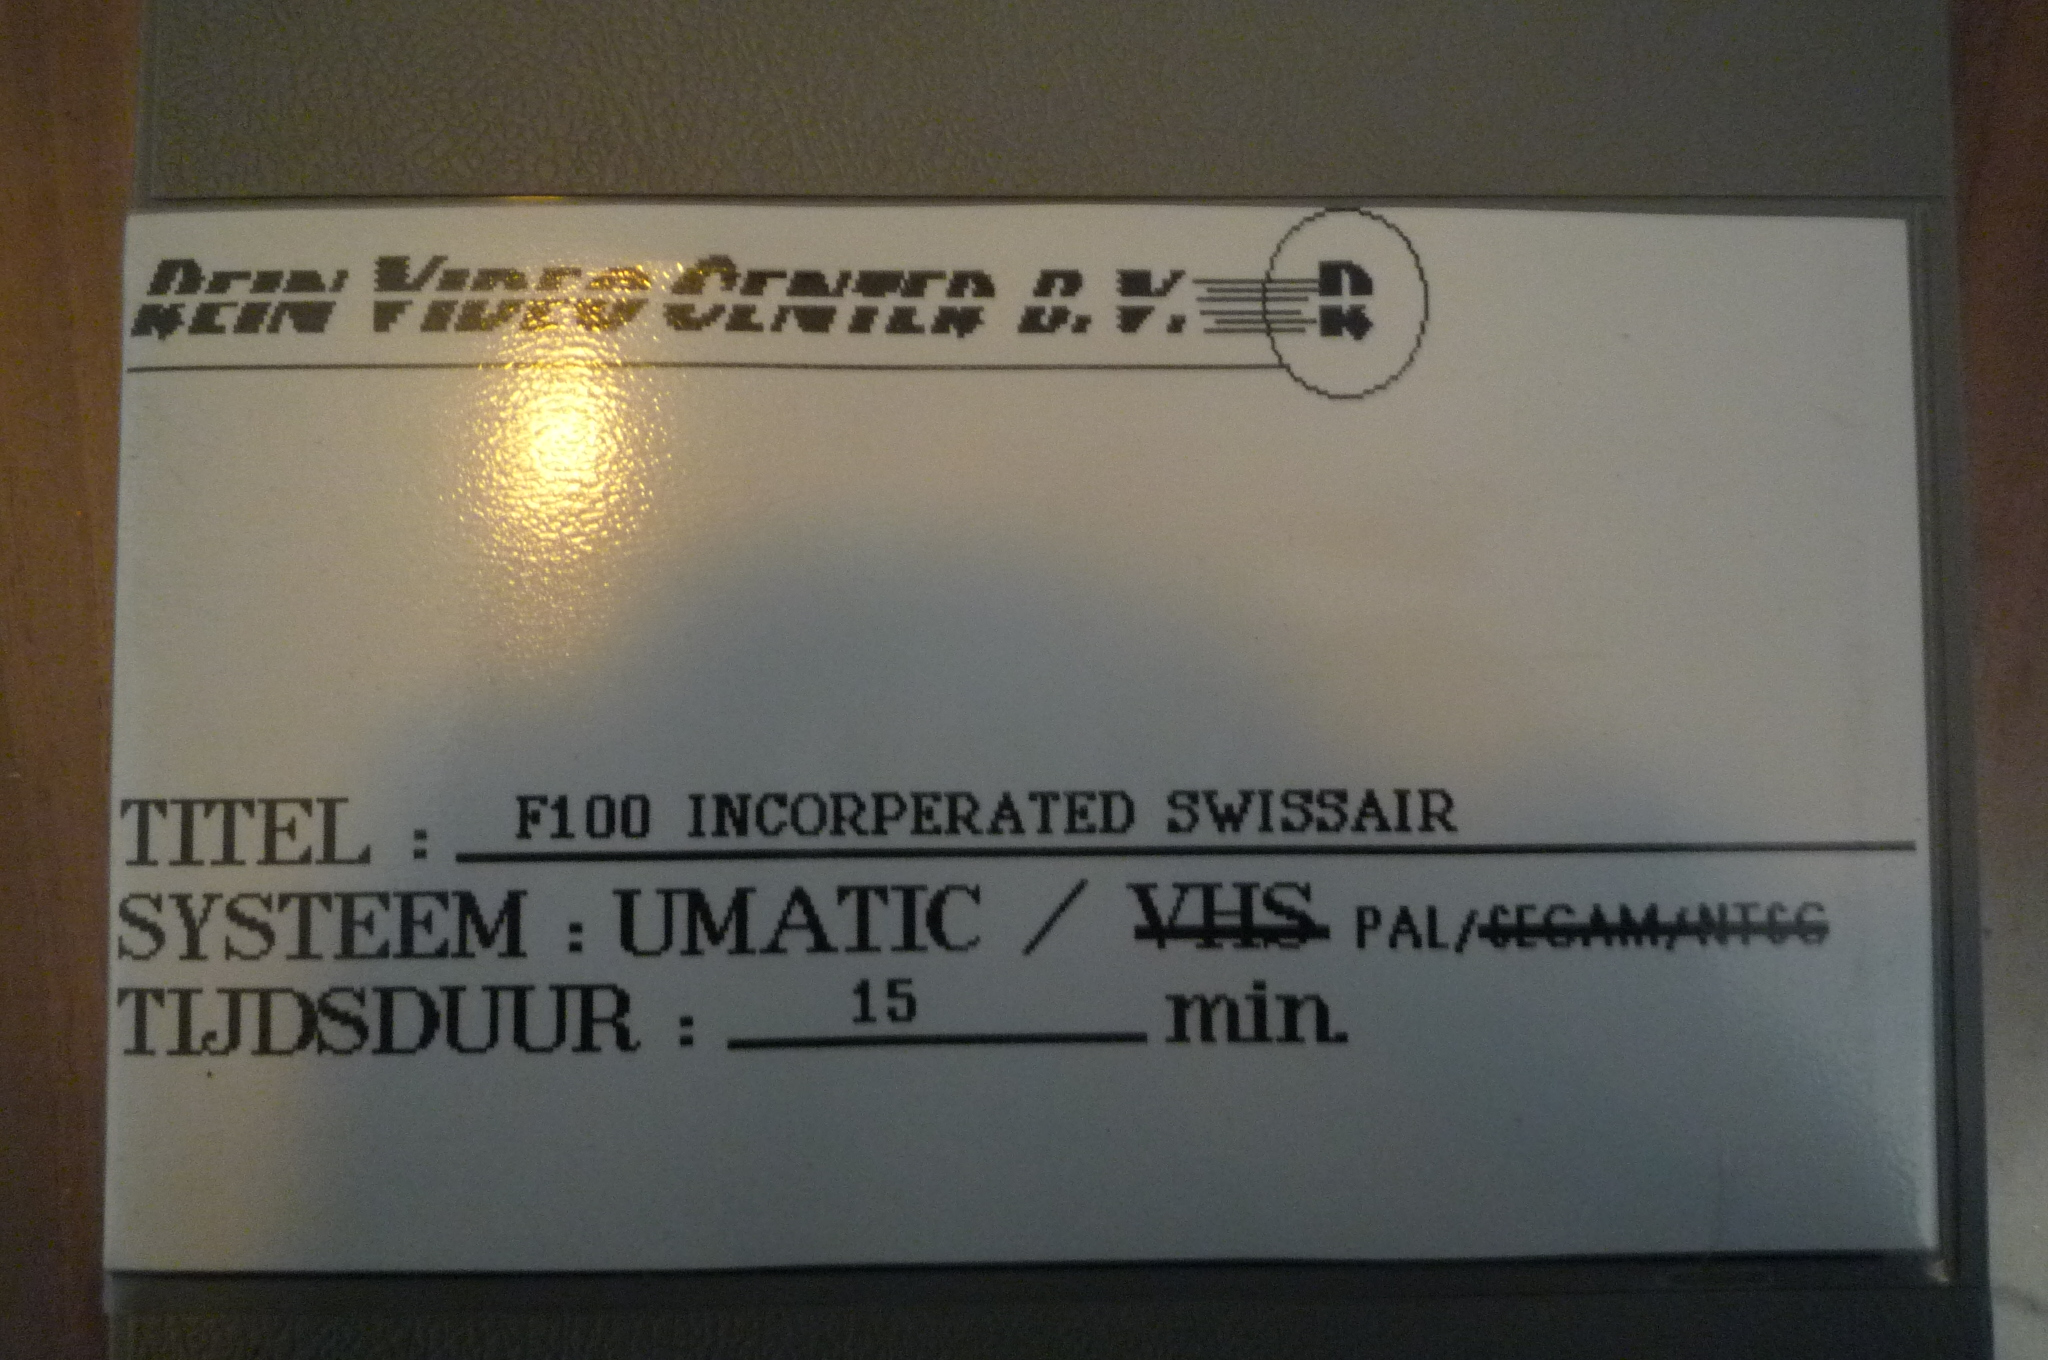 REIN VIDEO CENTER B.V. R
TITEL : F100 INCORPERATED SWISSAIR
SYSTEEM : UMATIC / VHS PAL/SECAM/NTSC
TIJDSDUUR : 15 min.